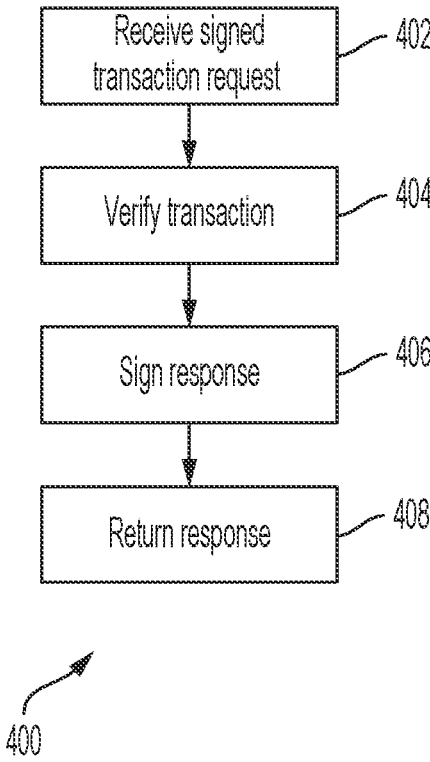 Receive signed
transaction request
402
Verify transaction
404
Sign response
406
Return response
408
400